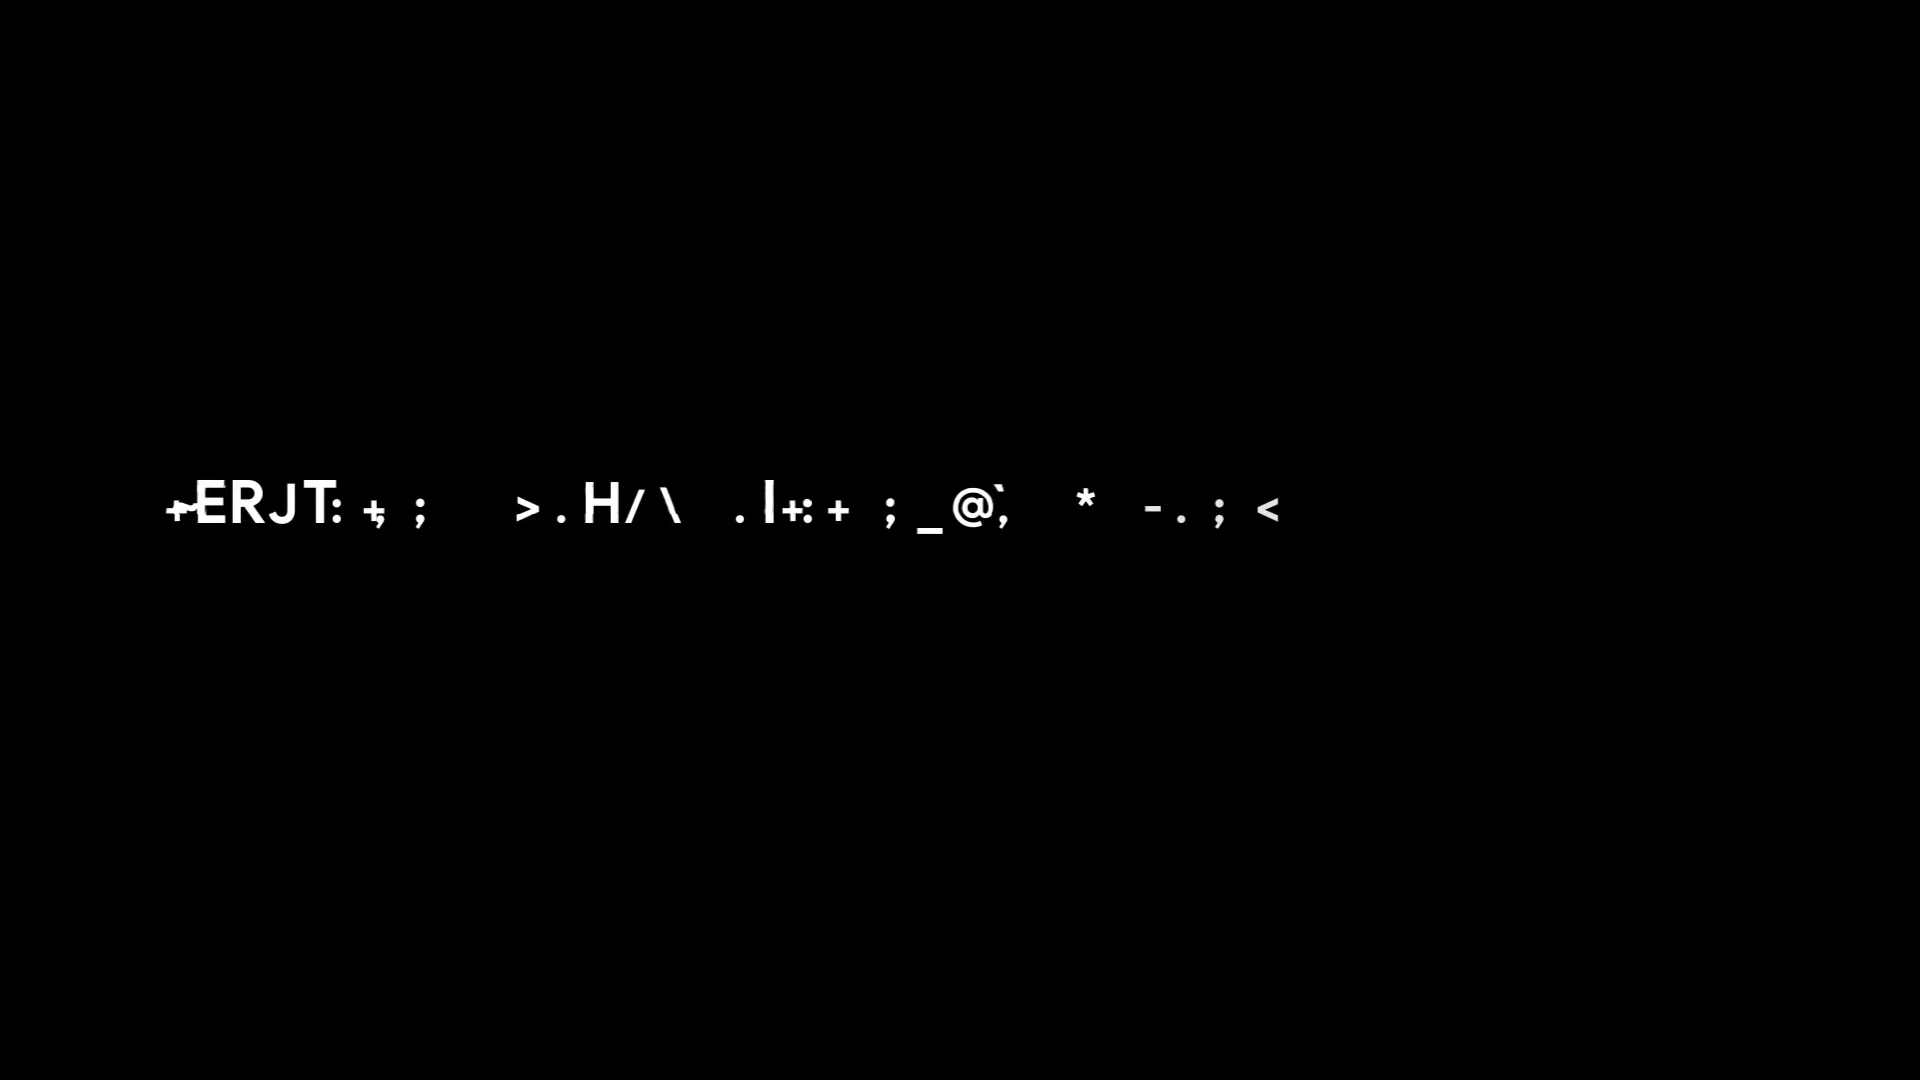 +~ERJT: +, ; >. H/ \ . I+:+ ; _@`, * -. ; <